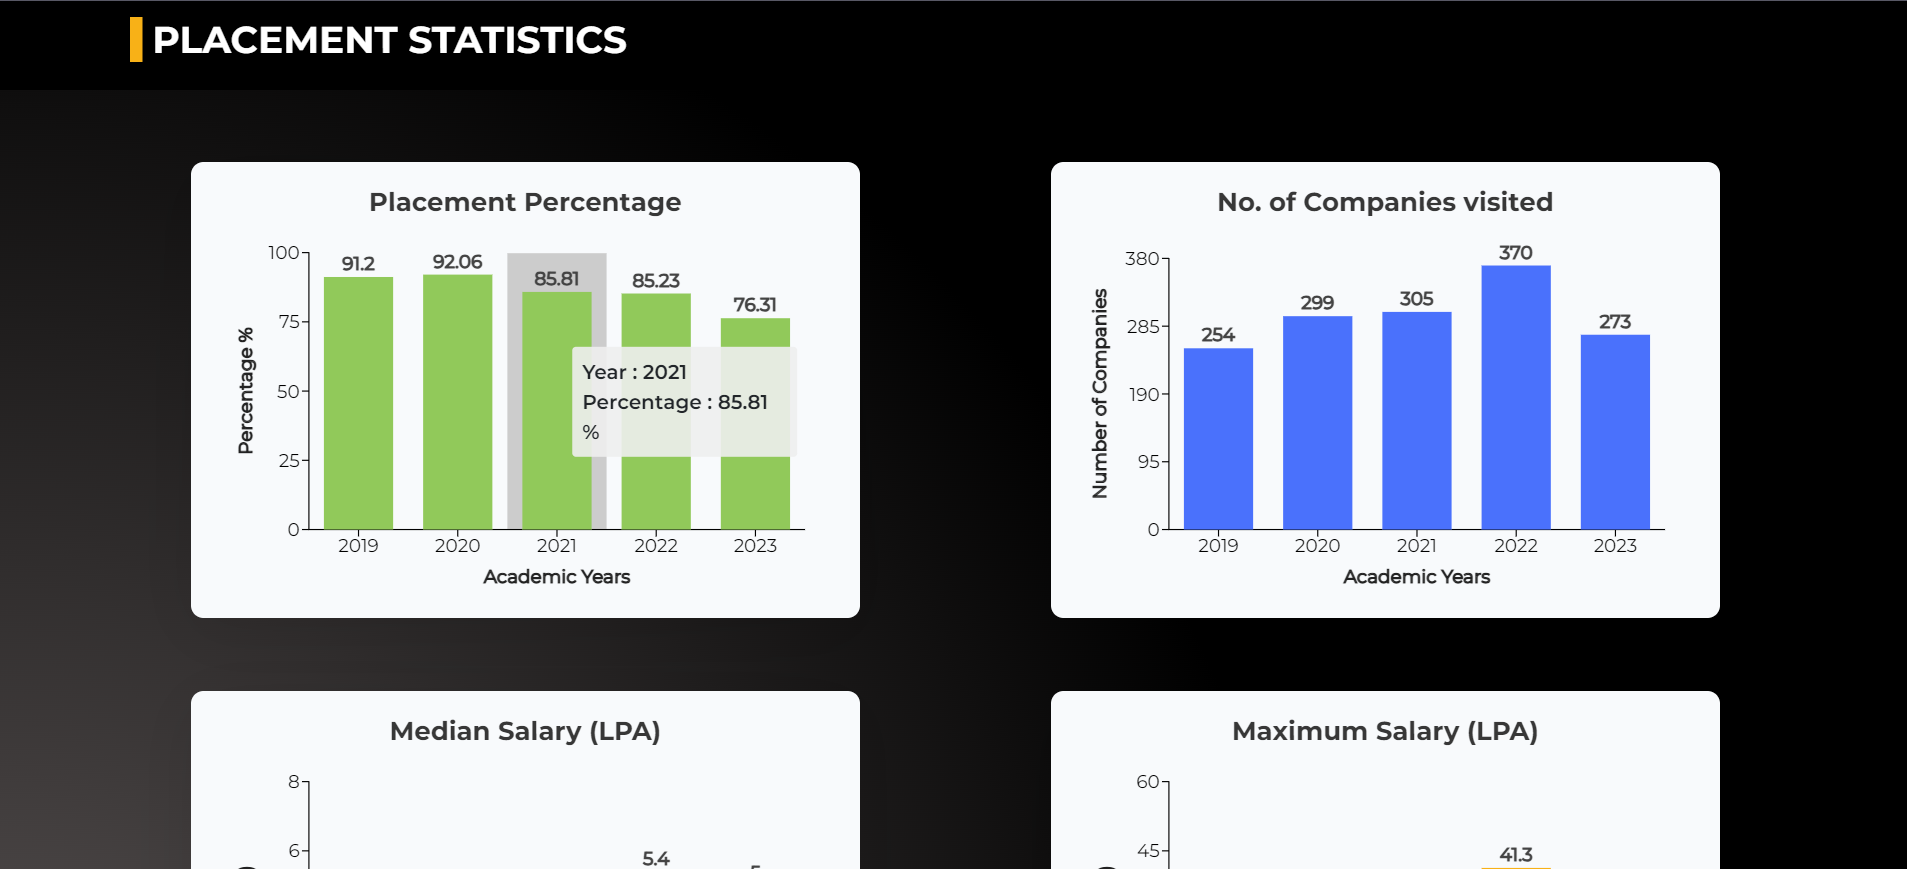 PLACEMENT STATISTICS
Placement Percentage
100
75
50
25
0
Percentage %
91.2
92.06
85.81
85.23
76.31
Year : 2021
Percentage : 85.81
%
2019 2020 2021 2022 2023
Academic Years
No. of Companies visited
380
285
190
95
0
Number of Companies
254
299
305
370
273
2019 2020 2021 2022 2023
Academic Years
Median Salary (LPA)
8
6
5.4
Maximum Salary (LPA)
60
45
41.3